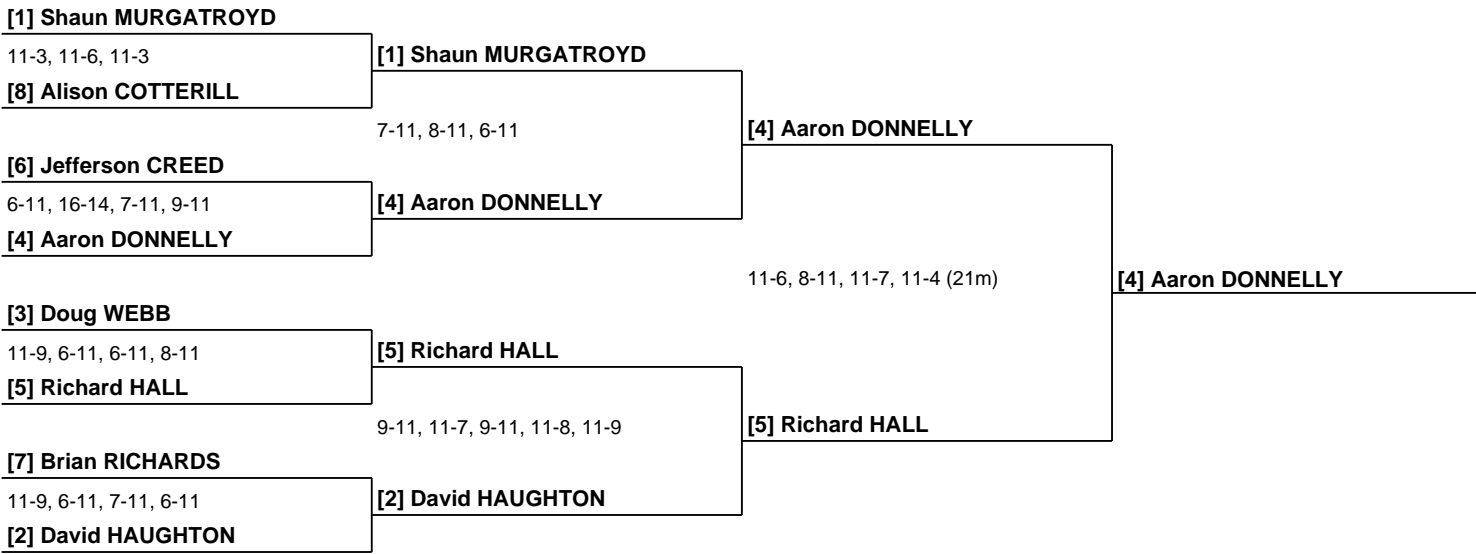 [1] Shaun MURGATROYD
11-3, 11-6, 11-3
[8] Alison COTTERILL
[6] Jefferson CREED
6-11, 16-14, 7-11, 9-11
[4] Aaron DONNELLY
[3] Doug WEBB
11-9, 6-11, 6-11, 8-11
[5] Richard HALL
[7] Brian RICHARDS
11-9, 6-11, 7-11, 6-11
[2] David HAUGHTON
[1] Shaun MURGATROYD
7-11, 8-11, 6-11
[4] Aaron DONNELLY
[5] Richard HALL
9-11, 11-7, 9-11, 11-8, 11-9
[2] David HAUGHTON
[4] Aaron DONNELLY
11-6, 8-11, 11-7, 11-4 (21m)
[5] Richard HALL
[4] Aaron DONNELLY